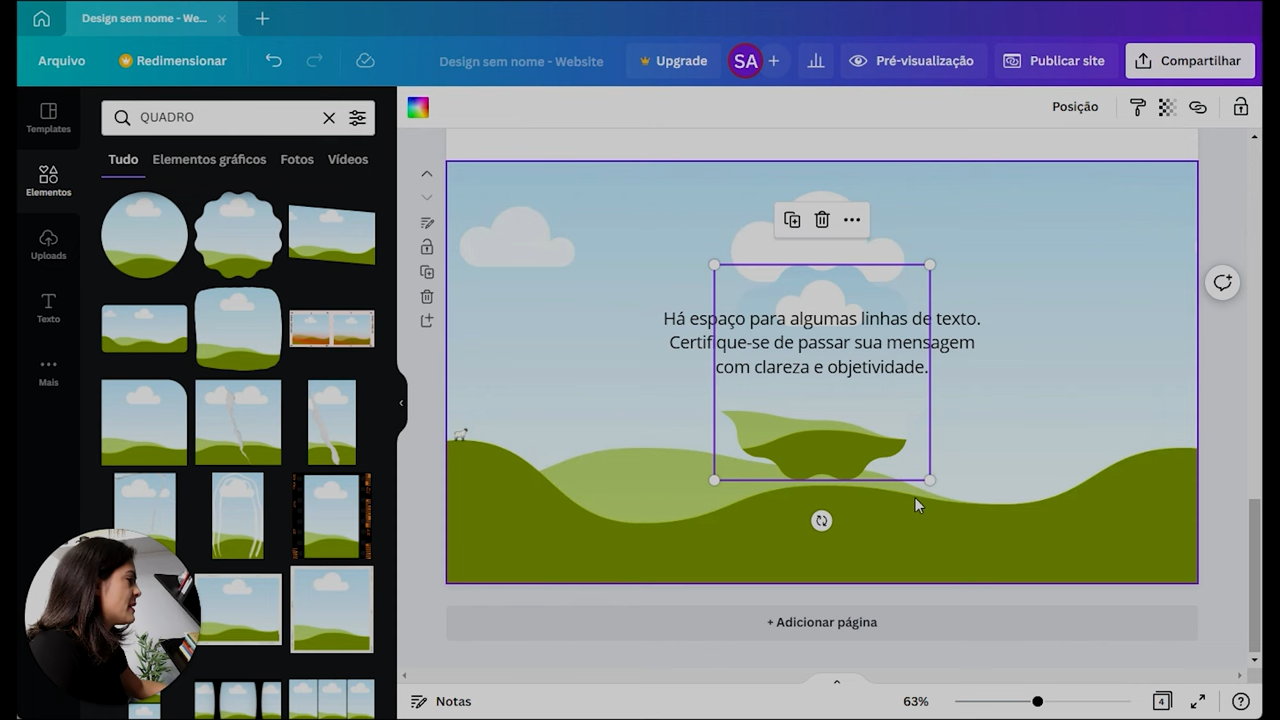 Design sem nome - We...
Arquivo
Redimensionar
Design sem nome - Website
Upgrade
SA
Pré-visualização
Publicar site
Compartilhar
Templates
Elementos
Uploads
Texto
Mais
QUADRO
Tudo
Elementos gráficos
Fotos
Vídeos
Posição
Há espaço para algumas linhas de texto.
Certifique-se de passar sua mensagem
com clareza e objetividade.
+ Adicionar página
Notas
63%
4